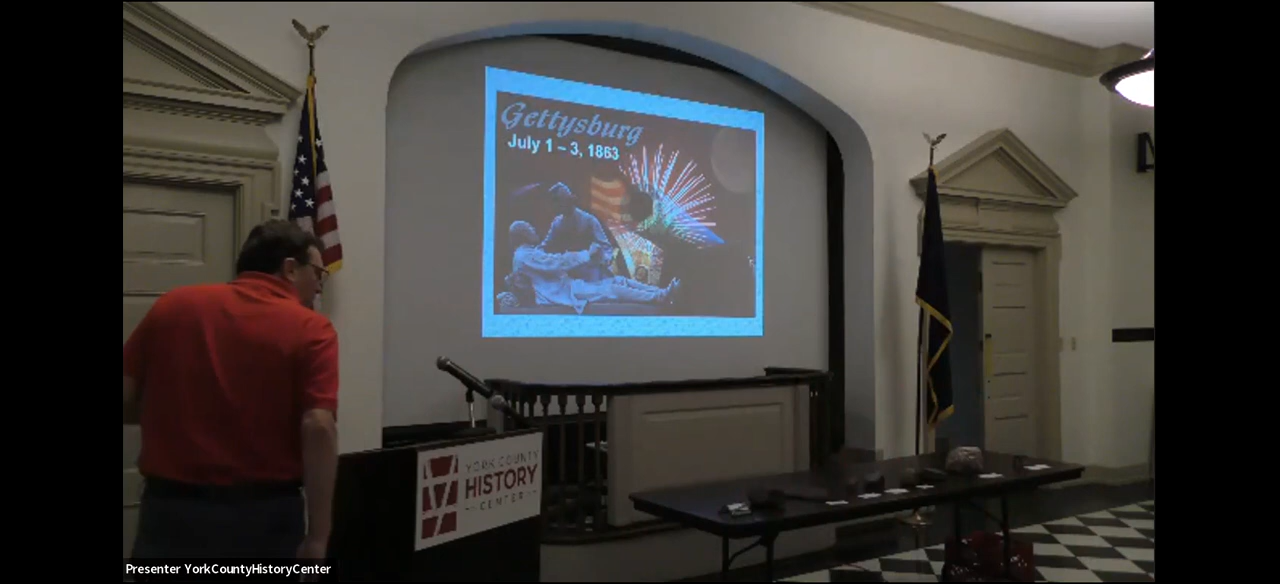 Gettysburg
July 1 – 3, 1863
YORK COUNTY
HISTORY
CENTER
Presenter YorkCountyHistoryCenter